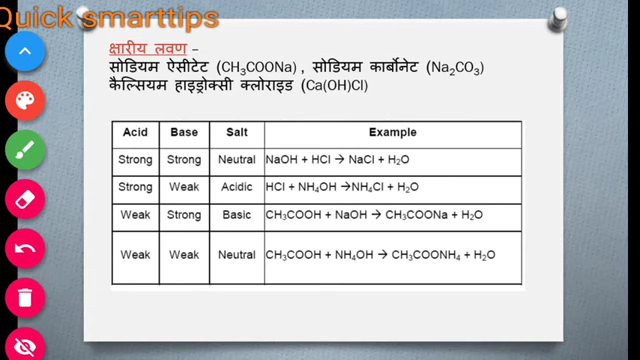 Quick smarttips
क्षारीय लवण –
सोडियम ऐसीटेट (CH₃COONa) , सोडियम कार्बोनेट (Na₂CO₃)
कैल्सियम हाइड्रोक्सी क्लोराइड (Ca(OH)Cl)
Acid Base Salt Example
Strong Strong Neutral NaOH + HCl → NaCl + H₂O
Strong Weak Acidic HCl + NH₄OH →NH₄Cl + H₂O
Weak Strong Basic CH₃COOH + NaOH → CH₃COONa + H₂O
Weak Weak Neutral CH₃COOH + NH₄OH → CH₃COONH₄ + H₂O